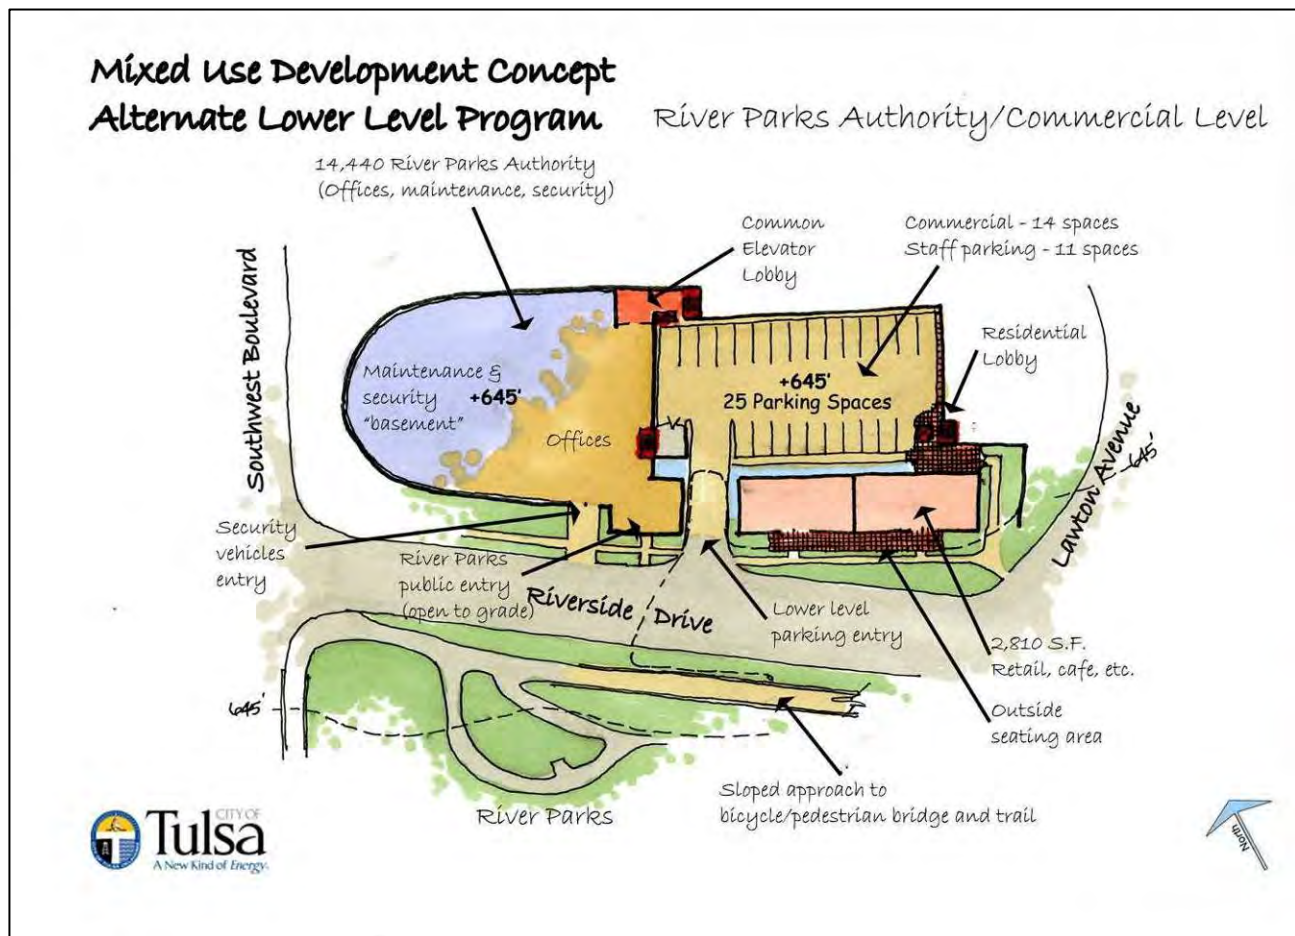 Mixed Use Development Concept
Alternate Lower Level Program
River Parks Authority/Commercial Level
14,440 River Parks Authority
(Offices, maintenance, security)
Common
Elevator
Lobby
Commercial - 14 spaces
Staff parking - 11 spaces
Residential
Lobby
Southwest Boulevard
Maintenance &
security
"basement"
+645'
Offices
+645'
25 Parking Spaces
Lawton Avenue
645'
Security
vehicles
entry
River Parks
public entry
(open to grade)
Riverside Drive
Lower level
parking entry
2,810 S.F.
Retail, cafe, etc.
Outside
seating area
645'
Sloped approach to
bicycle/pedestrian bridge and trail
River Parks
CITY OF
Tulsa
A New Kind of Energy.
North